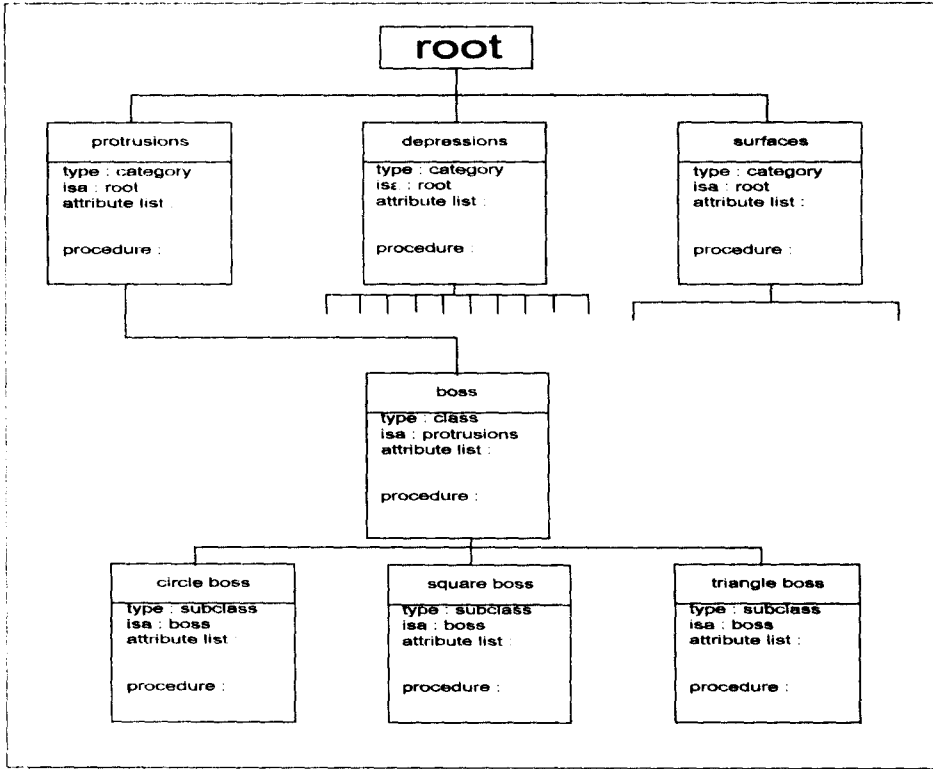 root
protrusions
type : category
isa : root
attribute list :
procedure :
depressions
type : category
isa : root
attribute list :
procedure :
surfaces
type : category
isa : root
attribute list :
procedure :
boss
type : class
isa : protrusions
attribute list :
procedure :
circle boss
type : subclass
isa : boss
attribute list
procedure :
square boss
type : subclass
isa : boss
attribute list
procedure :
triangle boss
type : subclass
isa : boss
attribute list :
procedure :